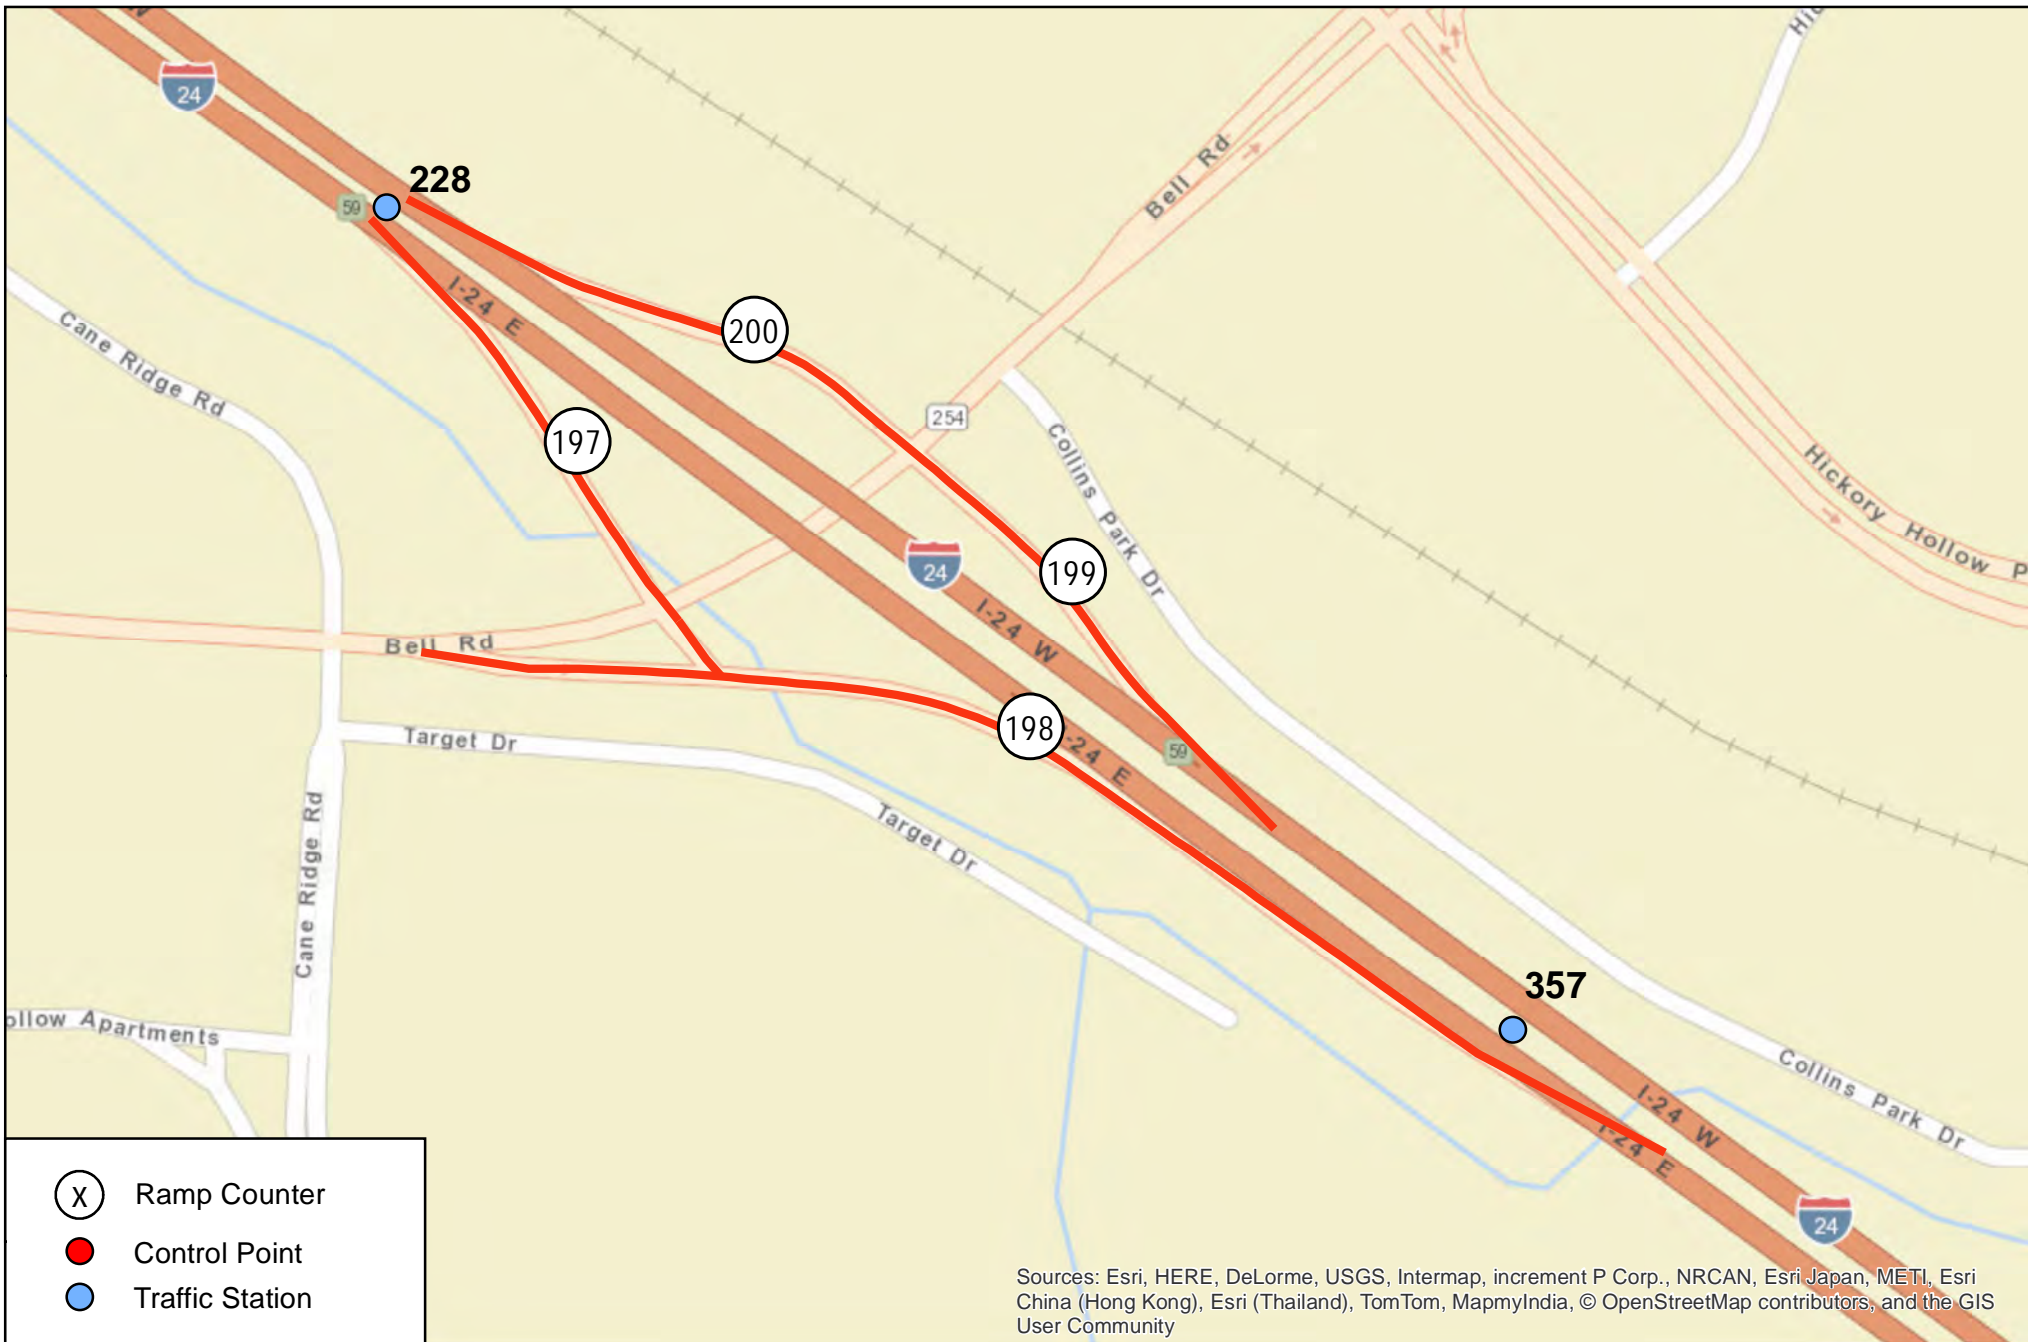 24
228
59
I-24 E
Bell Rd
200
Cane Ridge Rd
197
254
Collins Park Dr
Hickory Hollow P
24
199
I-24 W
Bell Rd
198
-24 E
59
Target Dr
Target Dr
Cane Ridge Rd
357
ollow Apartments
Collins Park Dr
I-24 W
I-24 E
24
X Ramp Counter
Control Point
Traffic Station
Sources: Esri, HERE, DeLorme, USGS, Intermap, increment P Corp., NRCAN, Esri Japan, METI, Esri
China (Hong Kong), Esri (Thailand), TomTom, MapmyIndia, © OpenStreetMap contributors, and the GIS
User Community